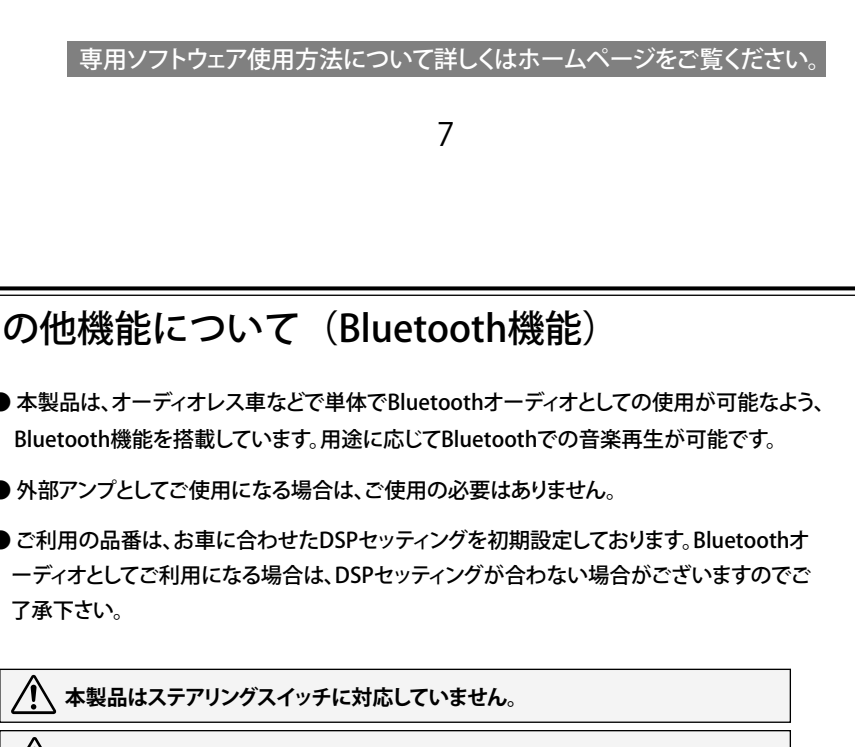 専用ソフトウェア使用方法について詳しくはホームページをご覧ください。
7
の他機能について（Bluetooth機能）
● 本製品は、オーディオレス車などで単体でBluetoothオーディオとしての使用が可能なよう、
Bluetooth機能を搭載しています。用途に応じてBluetoothでの音楽再生が可能です。
● 外部アンプとしてご使用になる場合は、ご使用の必要はありません。
● ご利用の品番は、お車に合わせたDSPセッティングを初期設定しております。Bluetoothオ
ーディオとしてご利用になる場合は、DSPセッティングが合わない場合がございますのでご
了承下さい。
本製品はステアリングスイッチに対応していません。